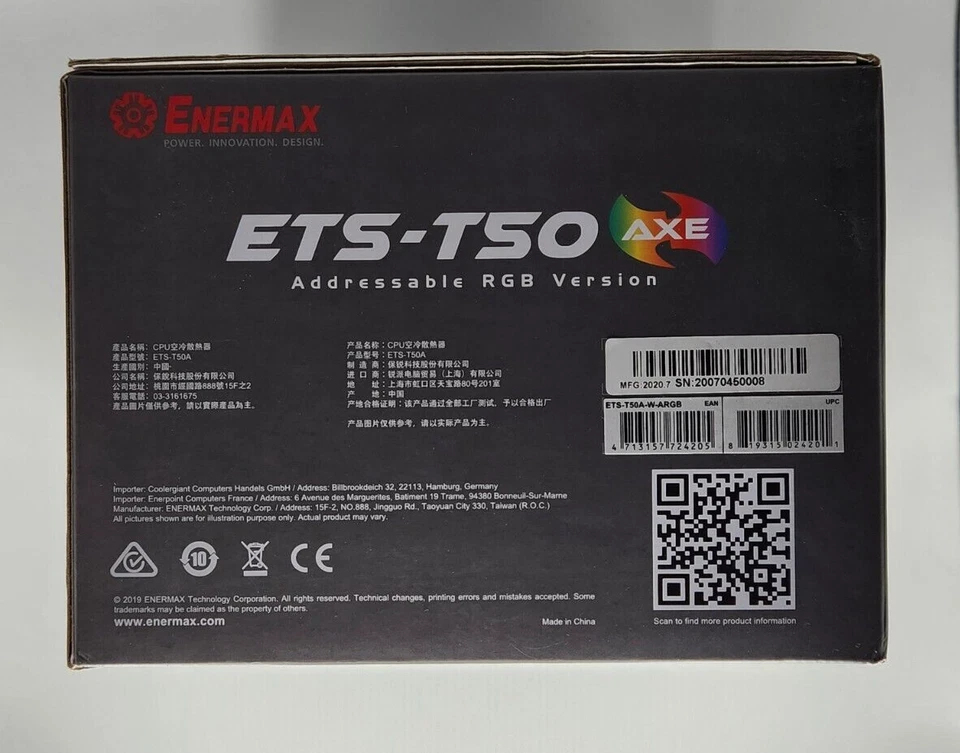 ENERMAX
POWER. INNOVATION. DESIGN.
ETS-T50 AXE
Addressable RGB Version
產品名稱: CPU空冷散熱器
產品型號: ETS-T50A
生產國別: 中國
公司名稱: 保銳科技股份有限公司
公司地址: 桃園市經國路888號15F之2
客服電話: 03-3161675
產品圖片僅供參考，請以實際產品為主。
产品名称: CPU空冷散熱器
产品型号: ETS-T50A
制 造 商: 保锐科技股份有限公司
进 口 商: 锐派电脑贸易（上海）有限公司
地 址: 上海市虹口区天宝路80号201室
产 地: 中国
产地合格证明: 该产品通过全部工厂测试，予以合格出厂
产品图片仅供参考，请以实际产品为主。
MFG:2020.7 SN:20070450008
ETS-T50A-W-ARGB EAN UPC
4 713157 724205 8 19315 02420 1
Importer: Coolergiant Computers Handels GmbH / Address: Billbrookdeich 32, 22113, Hamburg, Germany
Importer: Enerpoint Computers France / Address: 6 Avenue des Marguerites, Batiment 19 Trame, 94380 Bonneuil-Sur-Marne
Manufacturer: ENERMAX Technology Corp. / Address: 15F-2, NO.888, Jingguo Rd., Taoyuan City 330, Taiwan (R.O.C.)
All pictures shown are for illustration purpose only. Actual product may vary.
10
CE
© 2019 ENERMAX Technology Corporation. All rights reserved. Technical changes, printing errors and mistakes accepted. Some
trademarks may be claimed as the property of others.
www.enermax.com
Made in China
Scan to find more product information